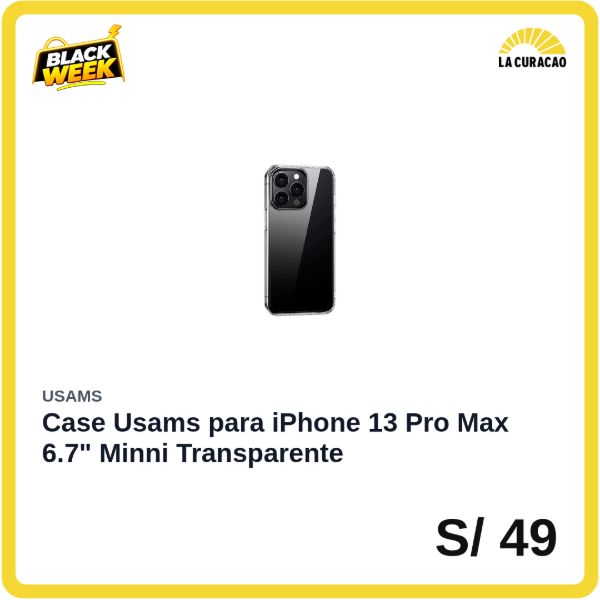 BLACK
WEEK
LA CURACAO
USAMS
Case Usams para iPhone 13 Pro Max
6.7" Minni Transparente
S/ 49